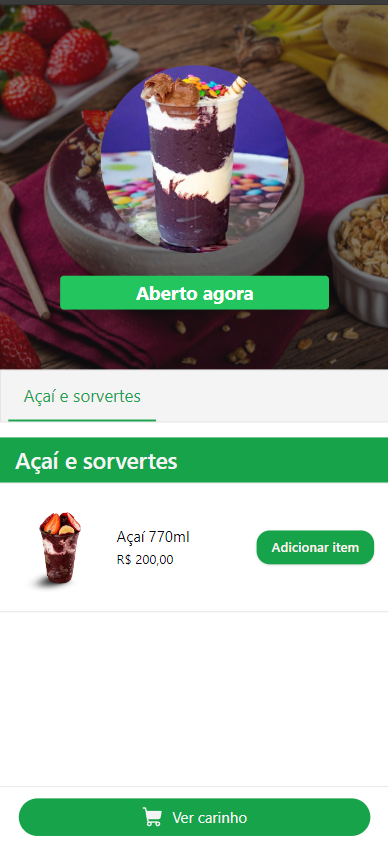 Aberto agora
Açaí e sorvertes
Açaí e sorvertes
Açaí 770ml
R$ 200,00
Adicionar item
Ver carinho